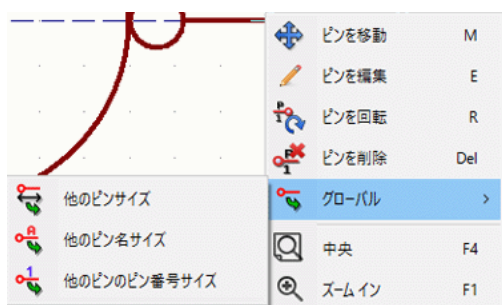 ピンを移動 M
ピンを編集 E
ピンを回転 R
ピンを削除 Del
グローバル >
中央 F4
ズームイン F1
他のピンサイズ
他のピン名サイズ
他のピンのピン番号サイズ